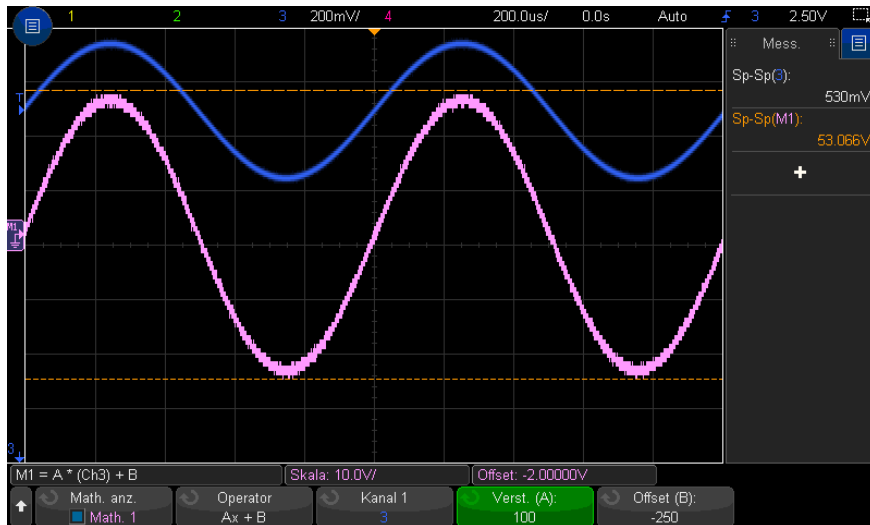 1 2 3 200mV/ 4 200.0us/ 0.0s Auto 3 2.50V
Mess.
Sp-Sp(3):
530mV
Sp-Sp(M1):
53.066V
+
T
M1
3
M1 = A * (Ch3) + B Skala: 10.0V/ Offset: -2.00000V
Math. anz. Operator Kanal 1 Verst. (A): Offset (B):
Math. 1 Ax + B 3 100 -250